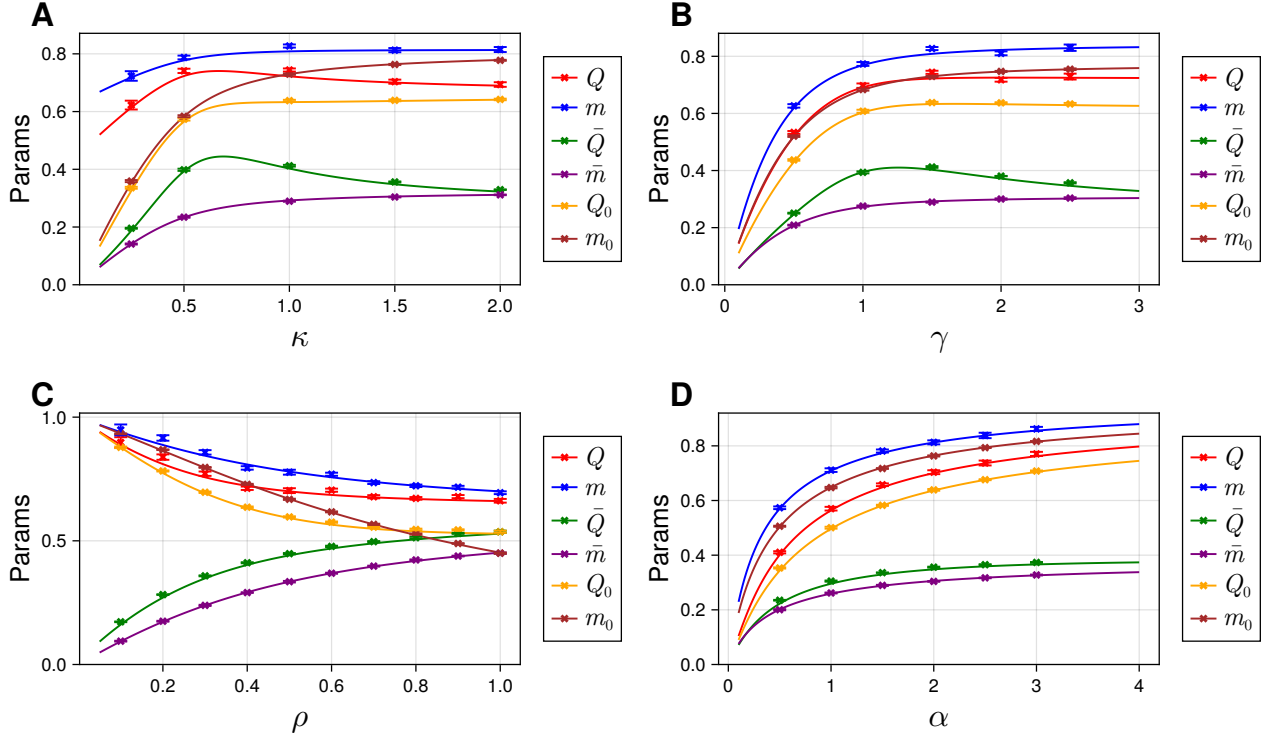 A
Params
0.8
0.6
0.4
0.2
0.0
0.5
1.0
1.5
2.0
κ
Q
m
Q̄
m̄
Q₀
m₀
B
Params
0.8
0.6
0.4
0.2
0.0
0
1
2
3
γ
Q
m
Q̄
m̄
Q₀
m₀
C
Params
1.0
0.5
0.0
0.2
0.4
0.6
0.8
1.0
ρ
Q
m
Q̄
m̄
Q₀
m₀
D
Params
0.8
0.6
0.4
0.2
0.0
0
1
2
3
4
α
Q
m
Q̄
m̄
Q₀
m₀